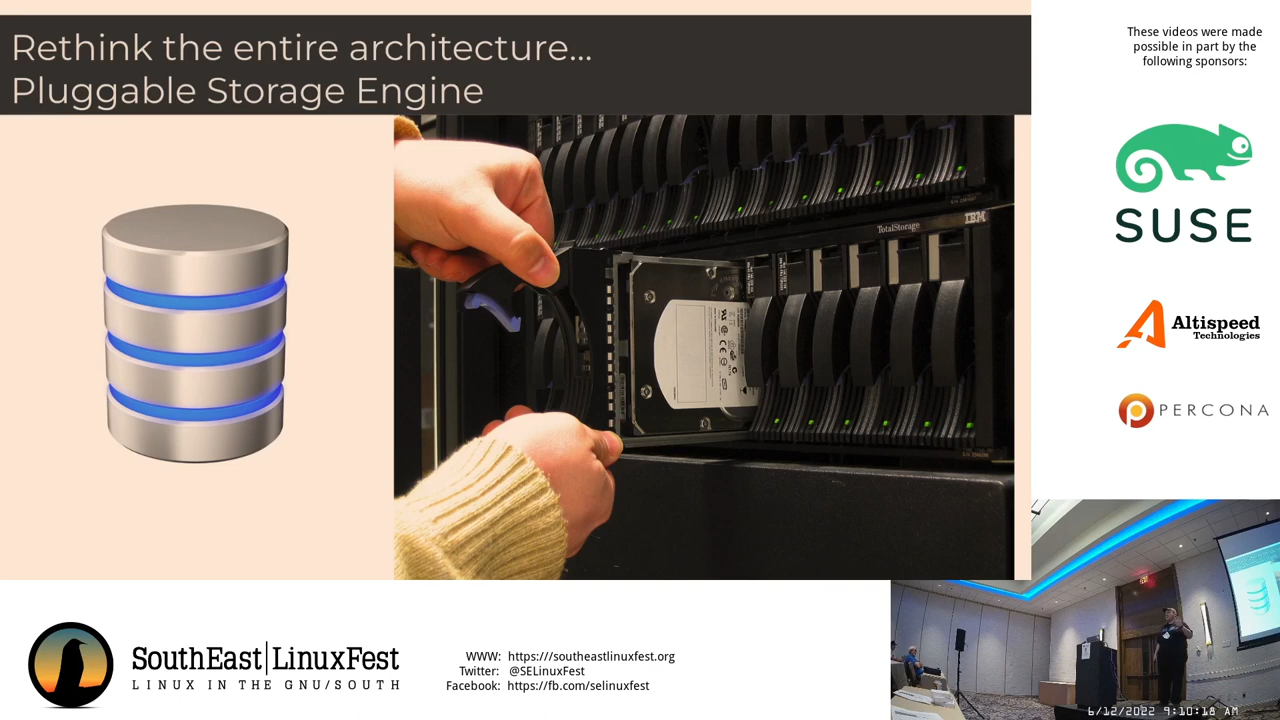 Rethink the entire architecture...
Pluggable Storage Engine
These videos were made
possible in part by the
following sponsors:
SUSE
Altispeed
Technologies
PERCONA
TotalStorage
IBM
SouthEast LinuxFest
LINUX IN THE GNU/SOUTH
WWW: https:///southeastlinuxfest.org
Twitter: @SELinuxFest
Facebook: https://fb.com/selinuxfest
6/12/2022 9:10:18 AM